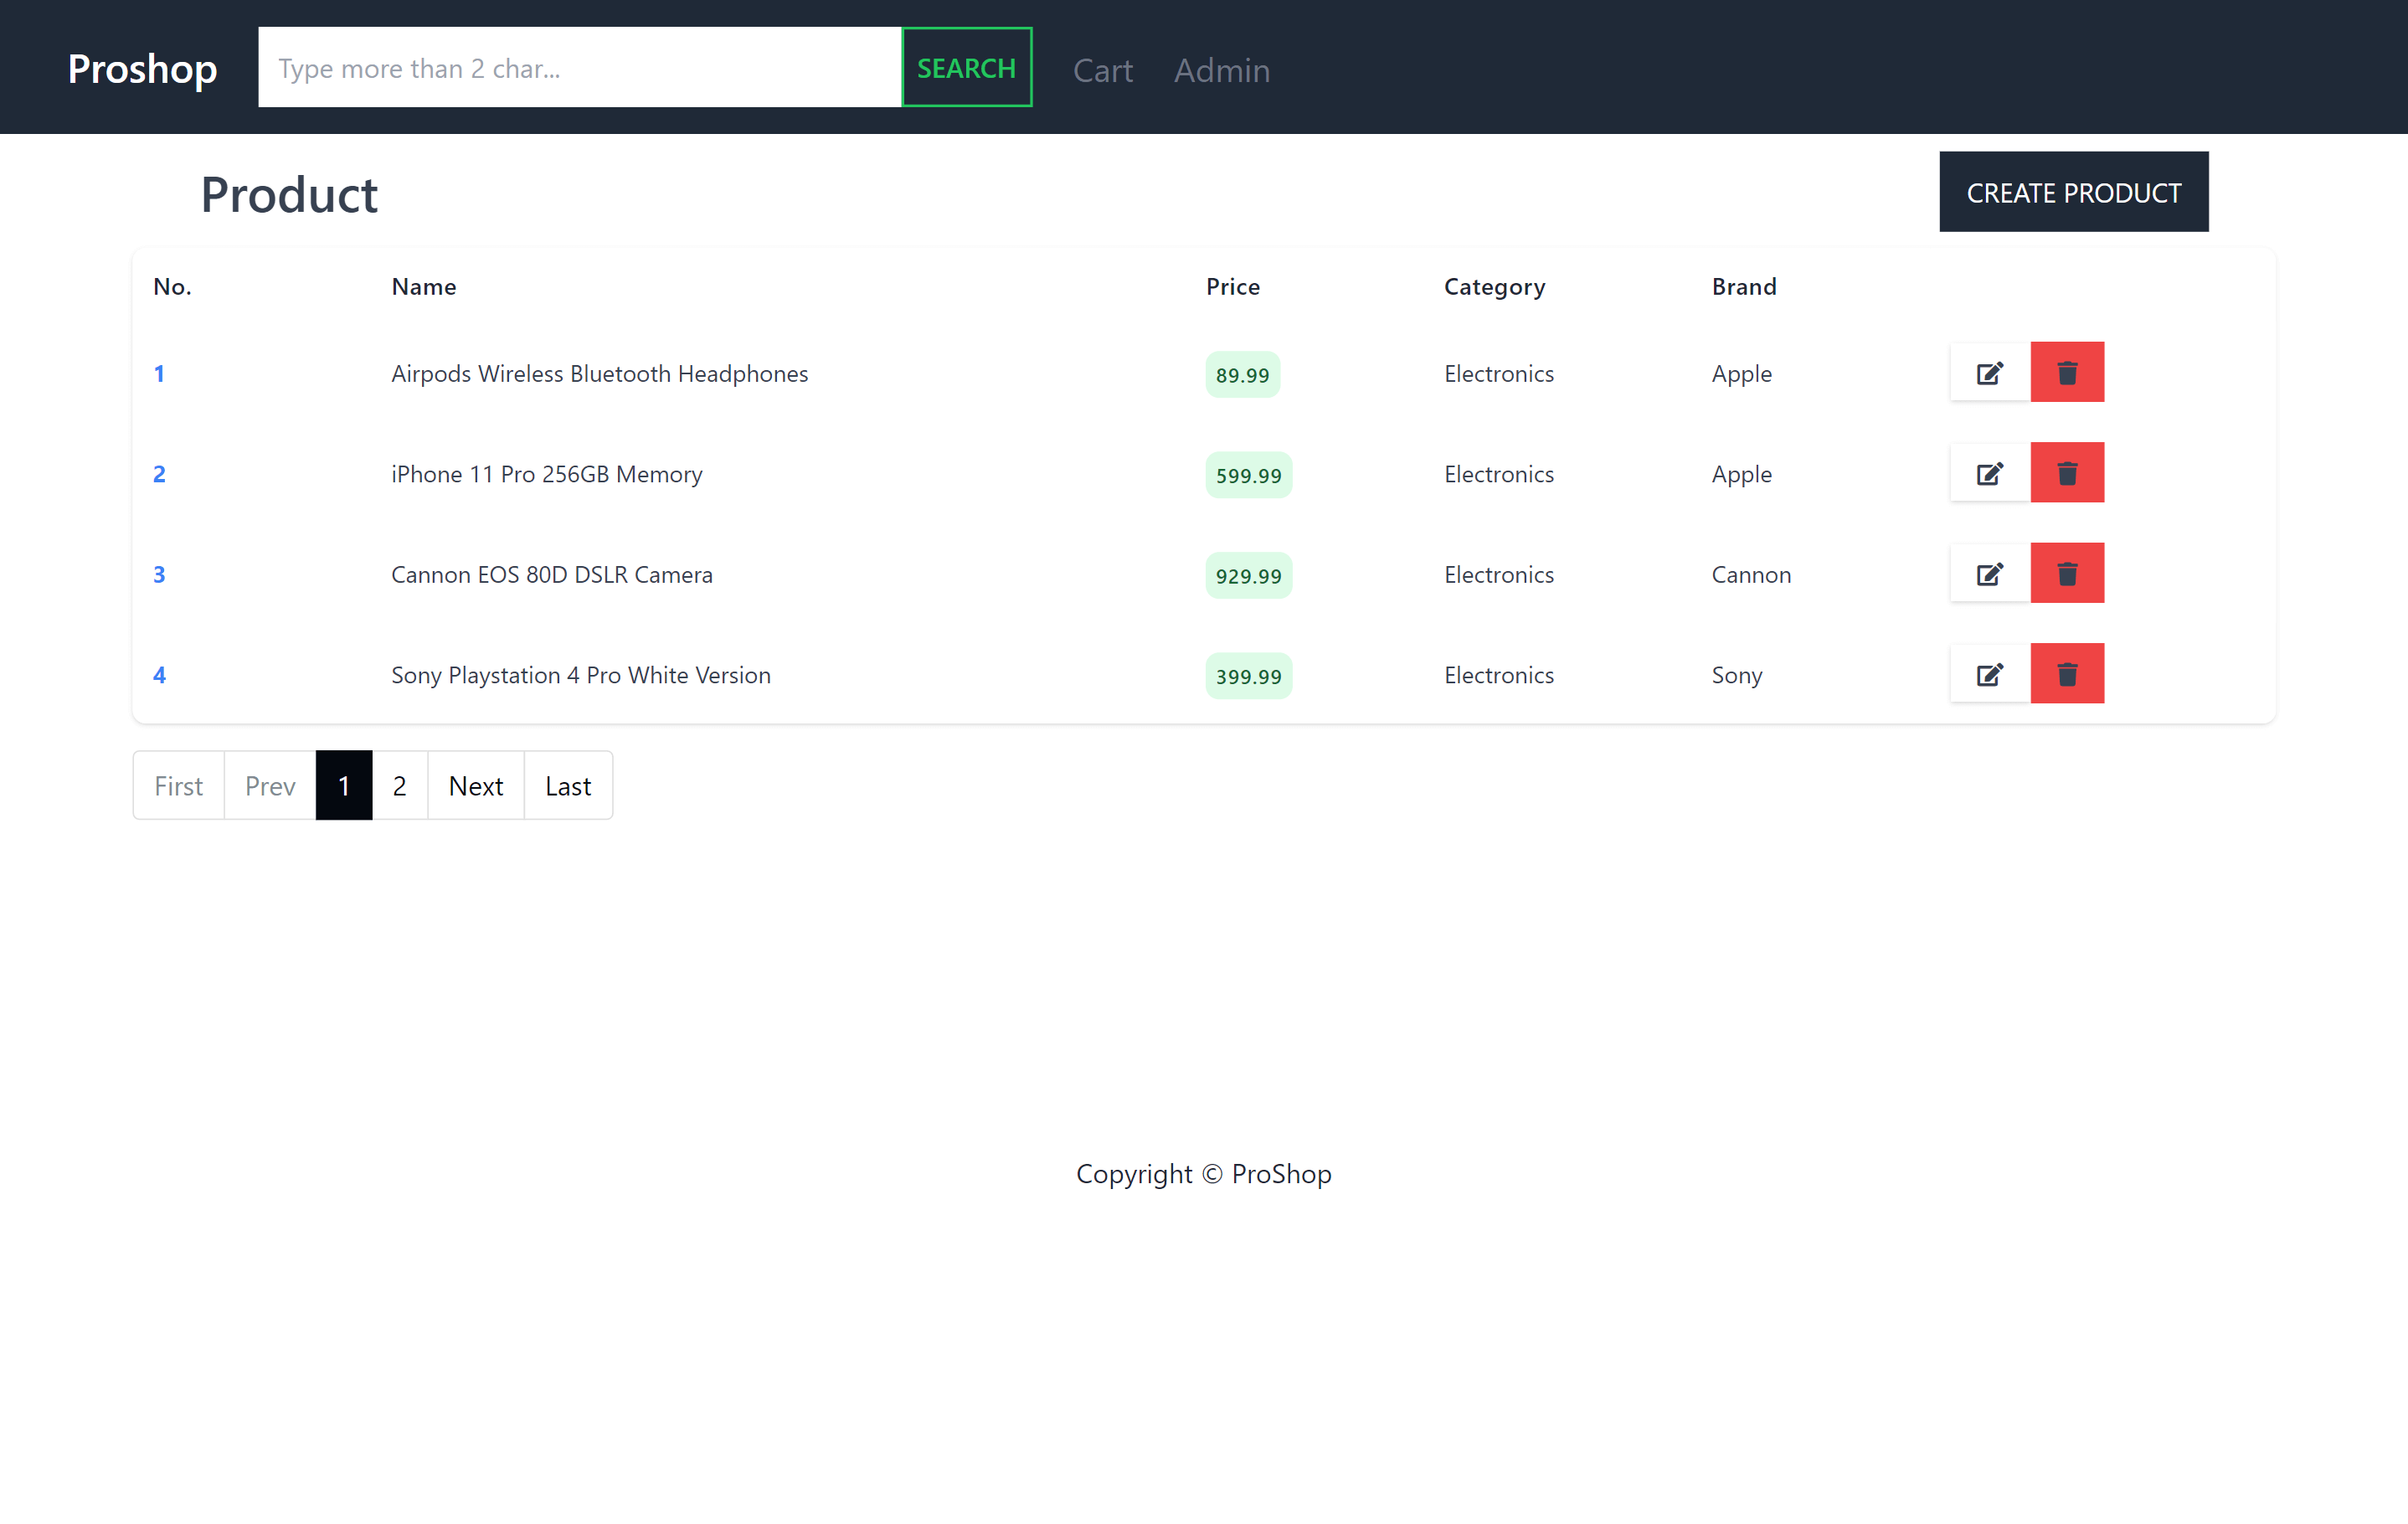 Proshop Type more than 2 char... SEARCH Cart Admin
Product CREATE PRODUCT
No. Name Price Category Brand
1 Airpods Wireless Bluetooth Headphones 89.99 Electronics Apple
2 iPhone 11 Pro 256GB Memory 599.99 Electronics Apple
3 Cannon EOS 80D DSLR Camera 929.99 Electronics Cannon
4 Sony Playstation 4 Pro White Version 399.99 Electronics Sony
First Prev 1 2 Next Last
Copyright © ProShop